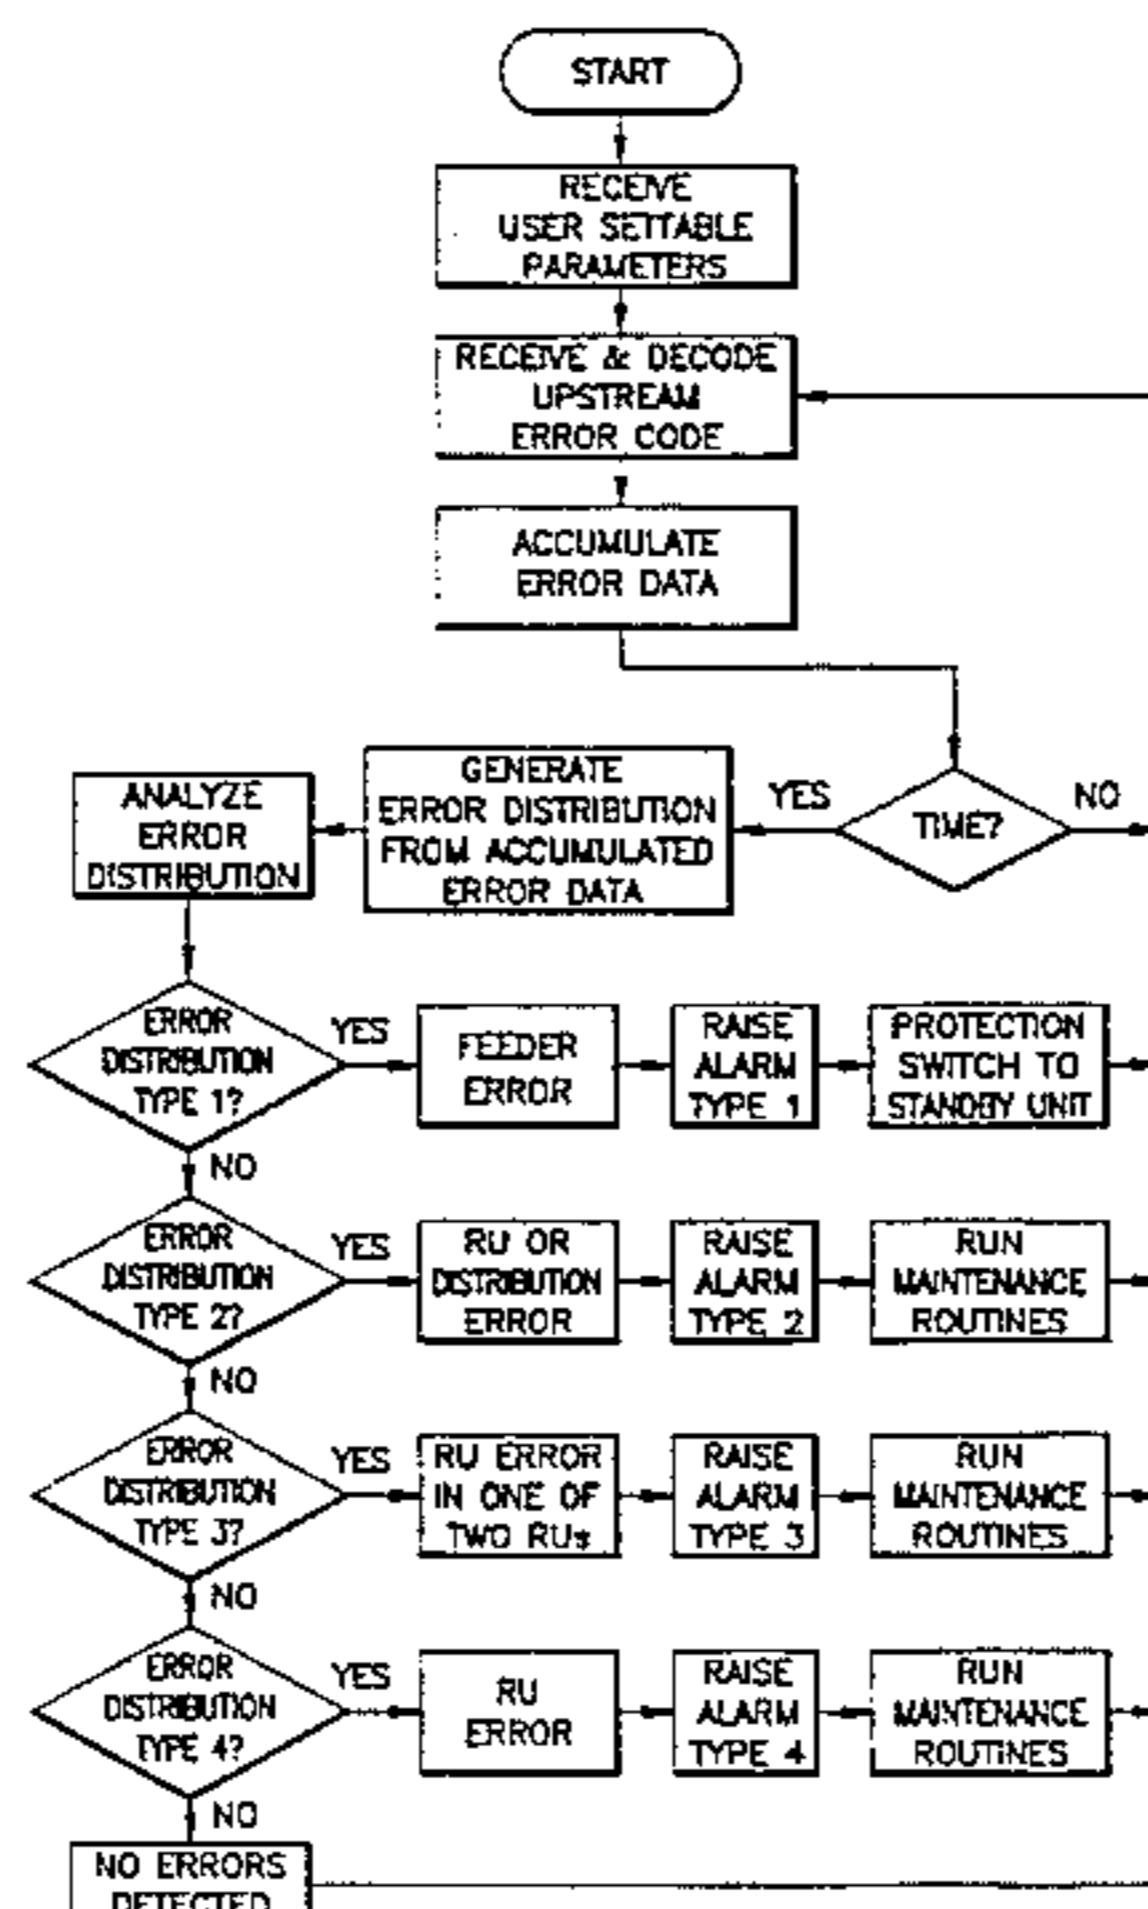 START
RECEIVE
USER SETTABLE
PARAMETERS
RECEIVE & DECODE
UPSTREAM
ERROR CODE
ACCUMULATE
ERROR DATA
TIME?
YES
NO
GENERATE
ERROR DISTRIBUTION
FROM ACCUMULATED
ERROR DATA
ANALYZE
ERROR
DISTRIBUTION
ERROR
DISTRIBUTION
TYPE 1?
YES
FEEDER
ERROR
RAISE
ALARM
TYPE 1
PROTECTION
SWITCH TO
STANDBY UNIT
NO
ERROR
DISTRIBUTION
TYPE 2?
YES
RU OR
DISTRIBUTION
ERROR
RAISE
ALARM
TYPE 2
RUN
MAINTENANCE
ROUTINES
NO
ERROR
DISTRIBUTION
TYPE 3?
YES
RU ERROR
IN ONE OF
TWO RUs
RAISE
ALARM
TYPE 3
RUN
MAINTENANCE
ROUTINES
NO
ERROR
DISTRIBUTION
TYPE 4?
YES
RU
ERROR
RAISE
ALARM
TYPE 4
RUN
MAINTENANCE
ROUTINES
NO
NO ERRORS
DETECTED